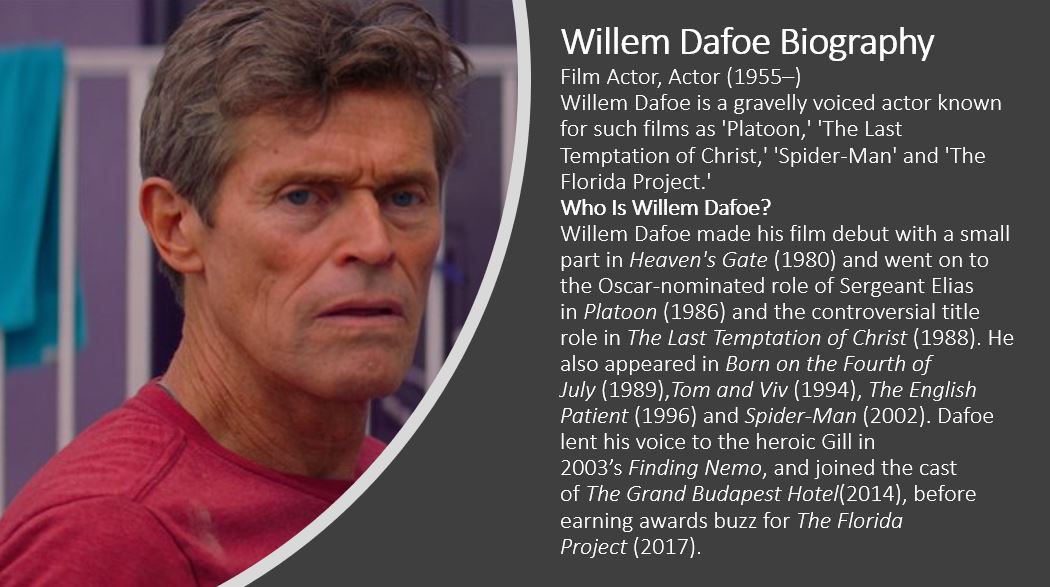 Willem Dafoe Biography
Film Actor, Actor (1955–)
Willem Dafoe is a gravelly voiced actor known
for such films as 'Platoon,' 'The Last
Temptation of Christ,' 'Spider-Man' and 'The
Florida Project.'
Who Is Willem Dafoe?
Willem Dafoe made his film debut with a small
part in Heaven's Gate (1980) and went on to
the Oscar-nominated role of Sergeant Elias
in Platoon (1986) and the controversial title
role in The Last Temptation of Christ (1988). He
also appeared in Born on the Fourth of
July (1989),Tom and Viv (1994), The English
Patient (1996) and Spider-Man (2002). Dafoe
lent his voice to the heroic Gill in
2003’s Finding Nemo, and joined the cast
of The Grand Budapest Hotel(2014), before
earning awards buzz for The Florida
Project (2017).